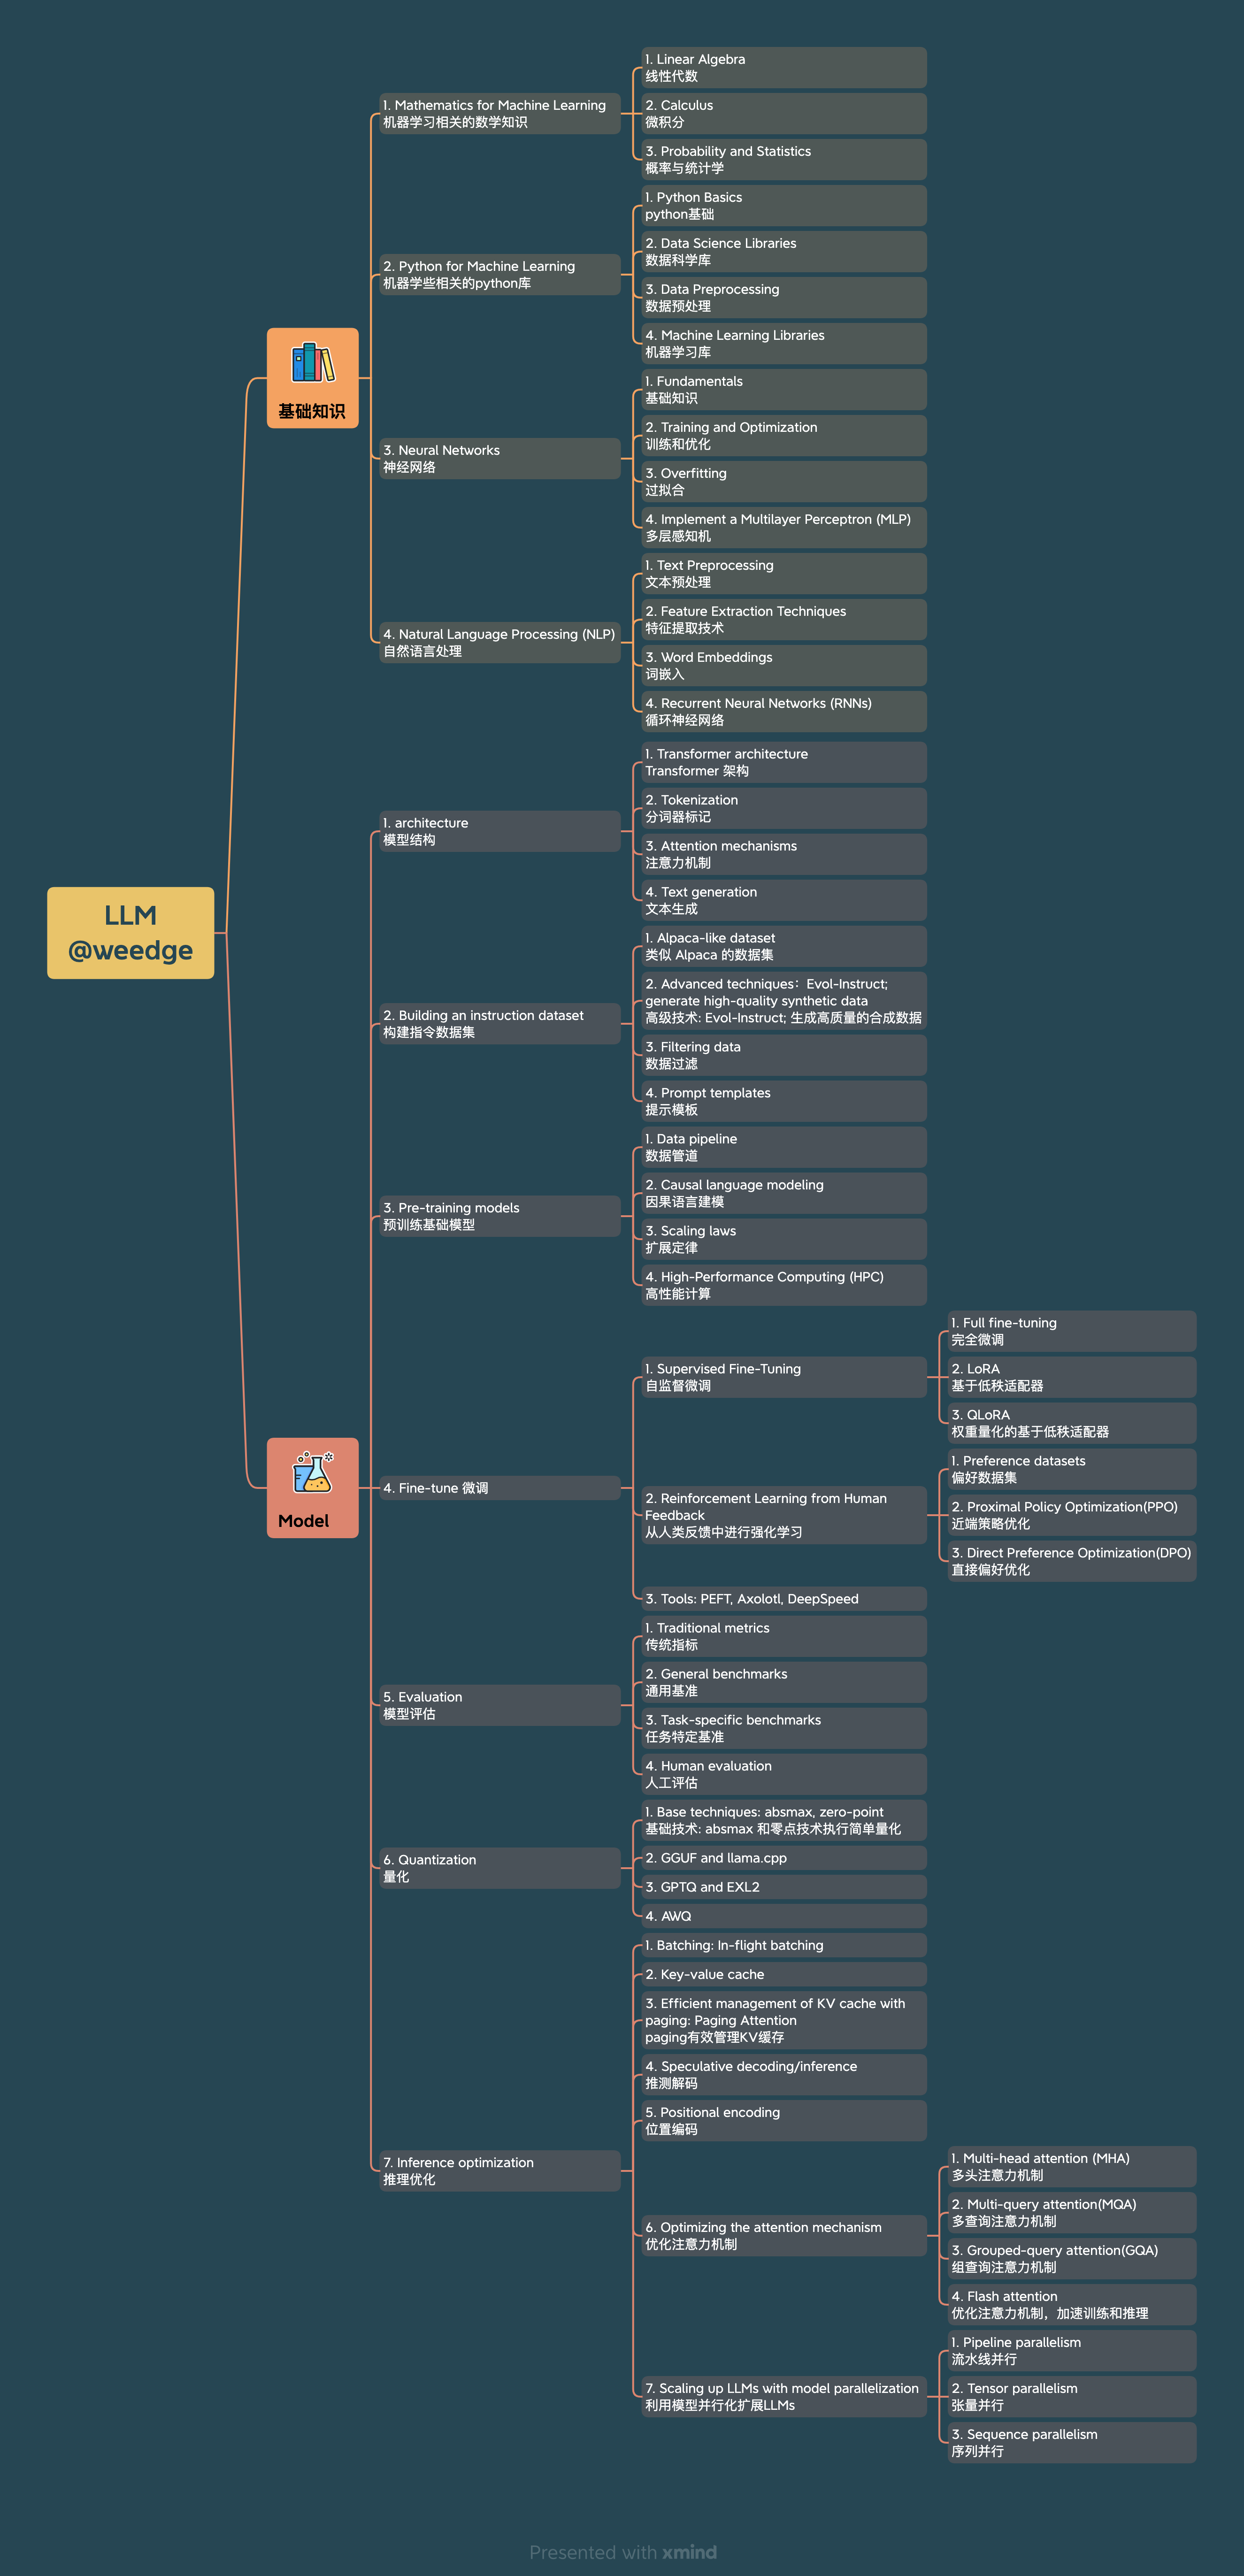 LLM
@weedge
基础知识
1. Mathematics for Machine Learning
机器学习相关的数学知识
1. Linear Algebra
线性代数
2. Calculus
微积分
3. Probability and Statistics
概率与统计学
2. Python for Machine Learning
机器学些相关的python库
1. Python Basics
python基础
2. Data Science Libraries
数据科学库
3. Data Preprocessing
数据预处理
4. Machine Learning Libraries
机器学习库
3. Neural Networks
神经网络
1. Fundamentals
基础知识
2. Training and Optimization
训练和优化
3. Overfitting
过拟合
4. Implement a Multilayer Perceptron (MLP)
多层感知机
4. Natural Language Processing (NLP)
自然语言处理
1. Text Preprocessing
文本预处理
2. Feature Extraction Techniques
特征提取技术
3. Word Embeddings
词嵌入
4. Recurrent Neural Networks (RNNs)
循环神经网络
Model
1. architecture
模型结构
1. Transformer architecture
Transformer 架构
2. Tokenization
分词器标记
3. Attention mechanisms
注意力机制
4. Text generation
文本生成
2. Building an instruction dataset
构建指令数据集
1. Alpaca-like dataset
类似 Alpaca 的数据集
2. Advanced techniques：Evol-Instruct;
generate high-quality synthetic data
高级技术: Evol-Instruct; 生成高质量的合成数据
3. Filtering data
数据过滤
4. Prompt templates
提示模板
3. Pre-training models
预训练基础模型
1. Data pipeline
数据管道
2. Causal language modeling
因果语言建模
3. Scaling laws
扩展定律
4. High-Performance Computing (HPC)
高性能计算
4. Fine-tune 微调
1. Supervised Fine-Tuning
自监督微调
1. Full fine-tuning
完全微调
2. LoRA
基于低秩适配器
3. QLoRA
权重量化的基于低秩适配器
2. Reinforcement Learning from Human
Feedback
从人类反馈中进行强化学习
1. Preference datasets
偏好数据集
2. Proximal Policy Optimization(PPO)
近端策略优化
3. Direct Preference Optimization(DPO)
直接偏好优化
3. Tools: PEFT, Axolotl, DeepSpeed
5. Evaluation
模型评估
1. Traditional metrics
传统指标
2. General benchmarks
通用基准
3. Task-specific benchmarks
任务特定基准
4. Human evaluation
人工评估
6. Quantization
量化
1. Base techniques: absmax, zero-point
基础技术: absmax 和零点技术执行简单量化
2. GGUF and llama.cpp
3. GPTQ and EXL2
4. AWQ
7. Inference optimization
推理优化
1. Batching: In-flight batching
2. Key-value cache
3. Efficient management of KV cache with
paging: Paging Attention
paging有效管理KV缓存
4. Speculative decoding/inference
推测解码
5. Positional encoding
位置编码
6. Optimizing the attention mechanism
优化注意力机制
1. Multi-head attention (MHA)
多头注意力机制
2. Multi-query attention(MQA)
多查询注意力机制
3. Grouped-query attention(GQA)
组查询注意力机制
4. Flash attention
优化注意力机制，加速训练和推理
7. Scaling up LLMs with model parallelization
利用模型并行化扩展LLMs
1. Pipeline parallelism
流水线并行
2. Tensor parallelism
张量并行
3. Sequence parallelism
序列并行
Presented with xmind